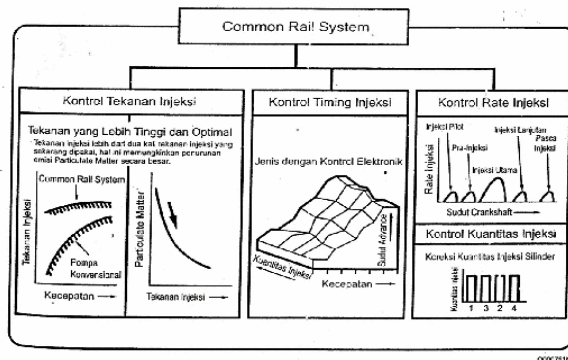 Common Rail System
Kontrol Tekanan Injeksi
Tekanan yang Lebih Tinggi dan Optimal
Tekanan injeksi lebih dari dua kali tekanan injeksi yang
sekarang dipakai, hal ini memungkinkan penurunan
emisi Particulate Matter secara besar.
Common Rail System
Tekanan Injeksi
Pompa
Konvensional
Kecepatan
Particulate Matter
Tekanan Injeksi
Kontrol Timing Injeksi
Jenis dengan Kontrol Elektronik
Sudut Advance
Kuantitas Injeksi
Kecepatan
Kontrol Rate Injeksi
Injeksi Pilot
Injeksi Lanjutan
Pasca
Injeksi
Pra-Injeksi
Injeksi Utama
Rate Injeksi
Sudut Crankshaft
Kontrol Kuantitas Injeksi
Koreksi Kuantitas Injeksi Silinder
Kuantitas Injeksi
1 3 2 4